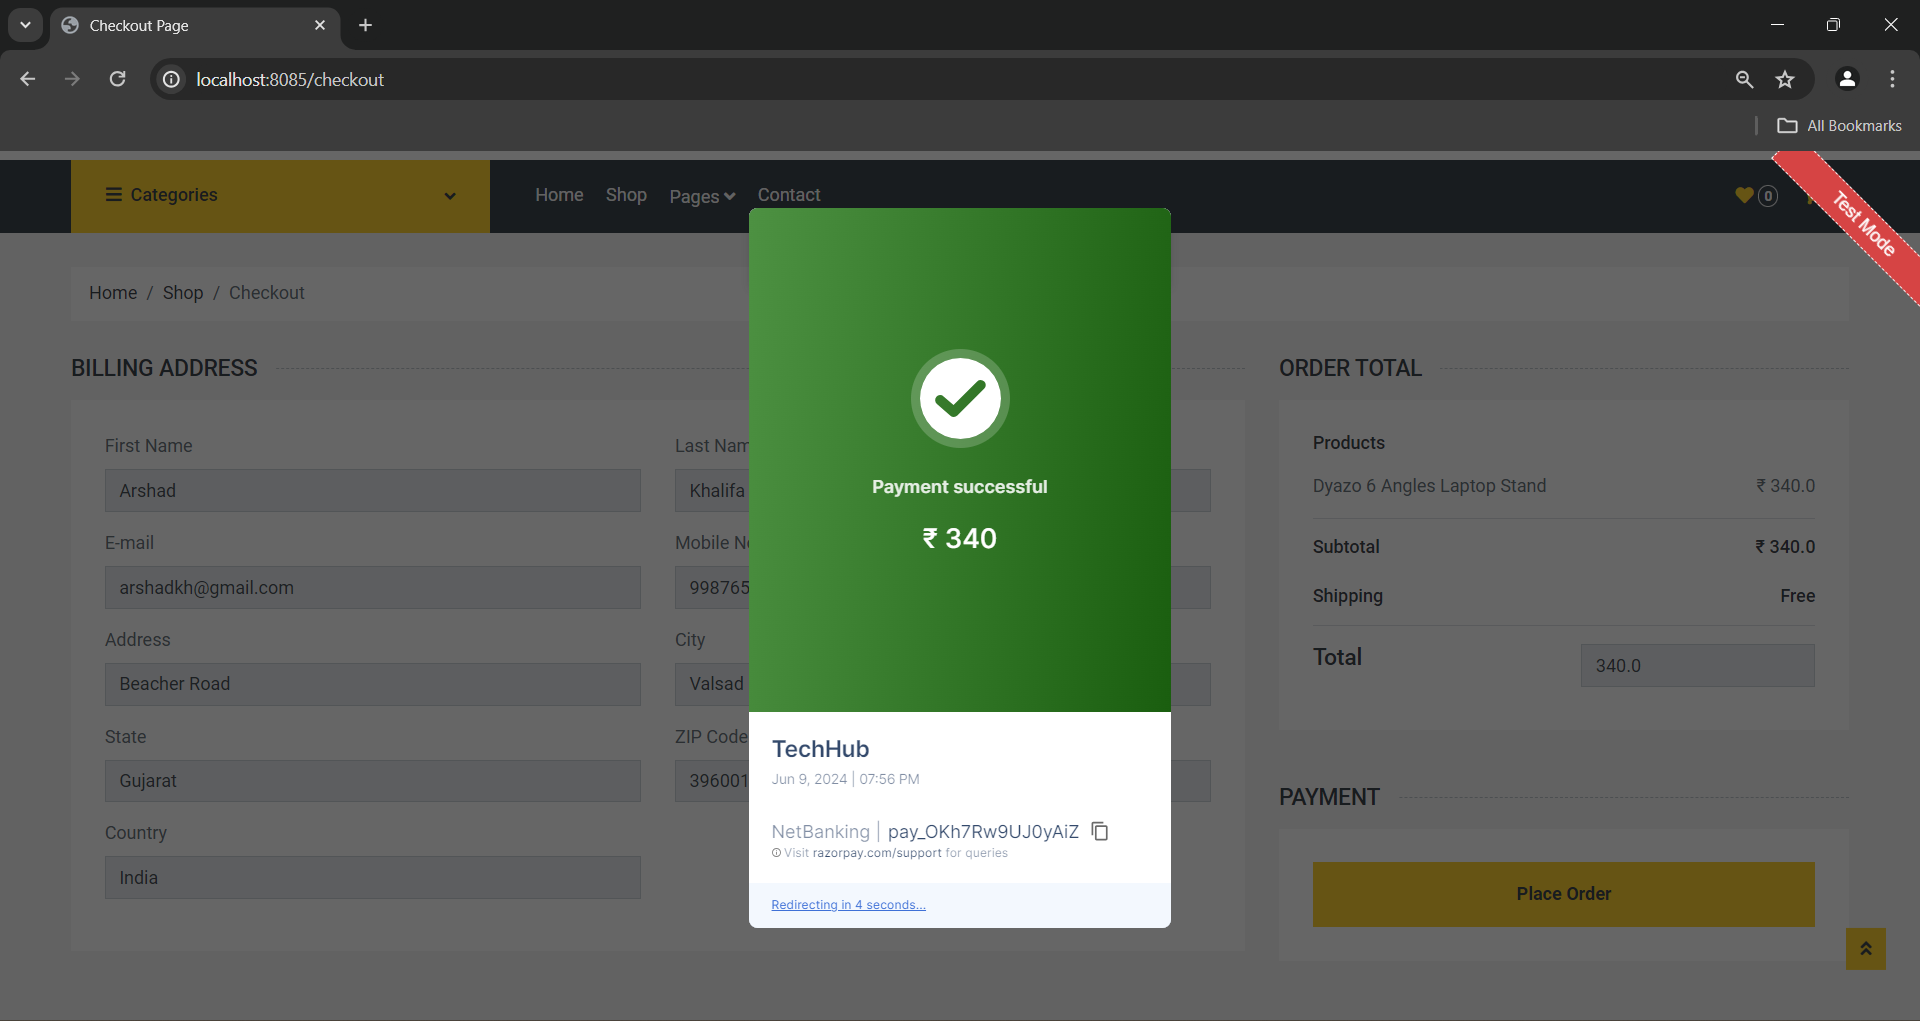 Checkout Page
localhost:8085/checkout
All Bookmarks
Categories
Home Shop Pages Contact
0
Test Mode
Home / Shop / Checkout
BILLING ADDRESS
First Name
Arshad
Khalifa
E-mail
arshadkh@gmail.com
Mobile
998765
Address
Beacher Road
City
Valsad
State
Gujarat
ZIP Code
396001
Country
India
Payment successful
₹ 340
TechHub
Jun 9, 2024 | 07:56 PM
NetBanking | pay_OKh7Rw9UJ0yAiZ
Visit razorpay.com/support for queries
Redirecting in 4 seconds...
ORDER TOTAL
Products
Dyazo 6 Angles Laptop Stand ₹ 340.0
Subtotal ₹ 340.0
Shipping Free
Total 340.0
PAYMENT
Place Order